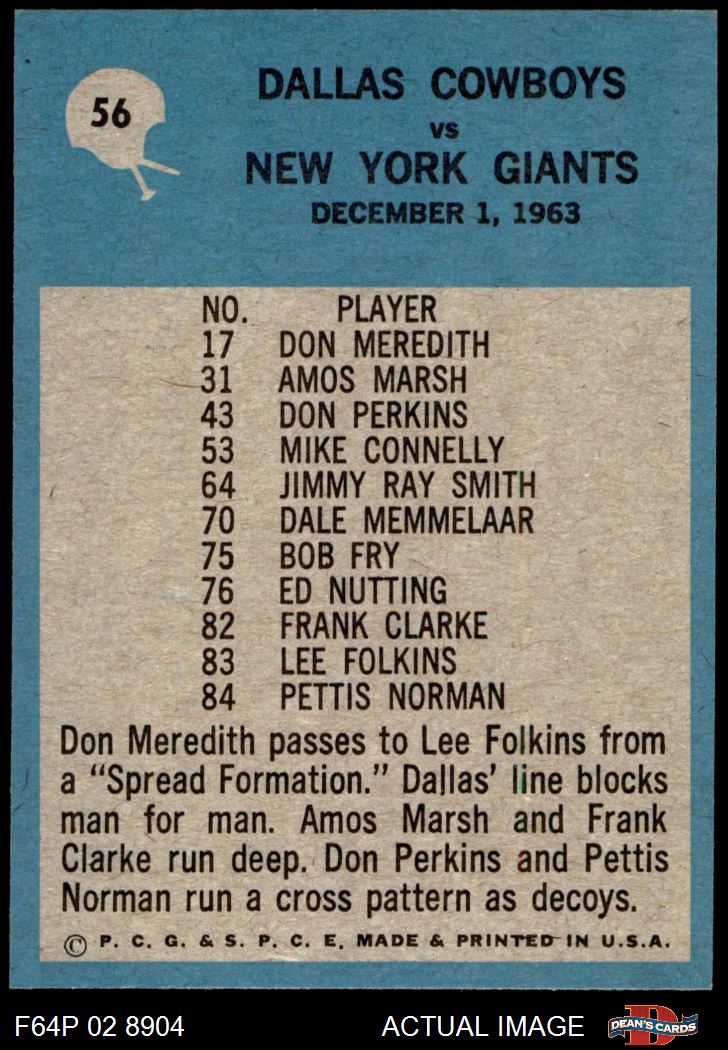 56
DALLAS COWBOYS
VS
NEW YORK GIANTS
DECEMBER 1, 1963
NO. PLAYER
17 DON MEREDITH
31 AMOS MARSH
43 DON PERKINS
53 MIKE CONNELLY
64 JIMMY RAY SMITH
70 DALE MEMMELAAR
75 BOB FRY
76 ED NUTTING
82 FRANK CLARKE
83 LEE FOLKINS
84 PETTIS NORMAN
Don Meredith passes to Lee Folkins from
a “Spread Formation.” Dallas’ line blocks
man for man. Amos Marsh and Frank
Clarke run deep. Don Perkins and Pettis
Norman run a cross pattern as decoys.
© P. C. G. & S. P. C. E. MADE & PRINTED IN U.S.A.
F64P 02 8904 ACTUAL IMAGE DEAN'S CARDS